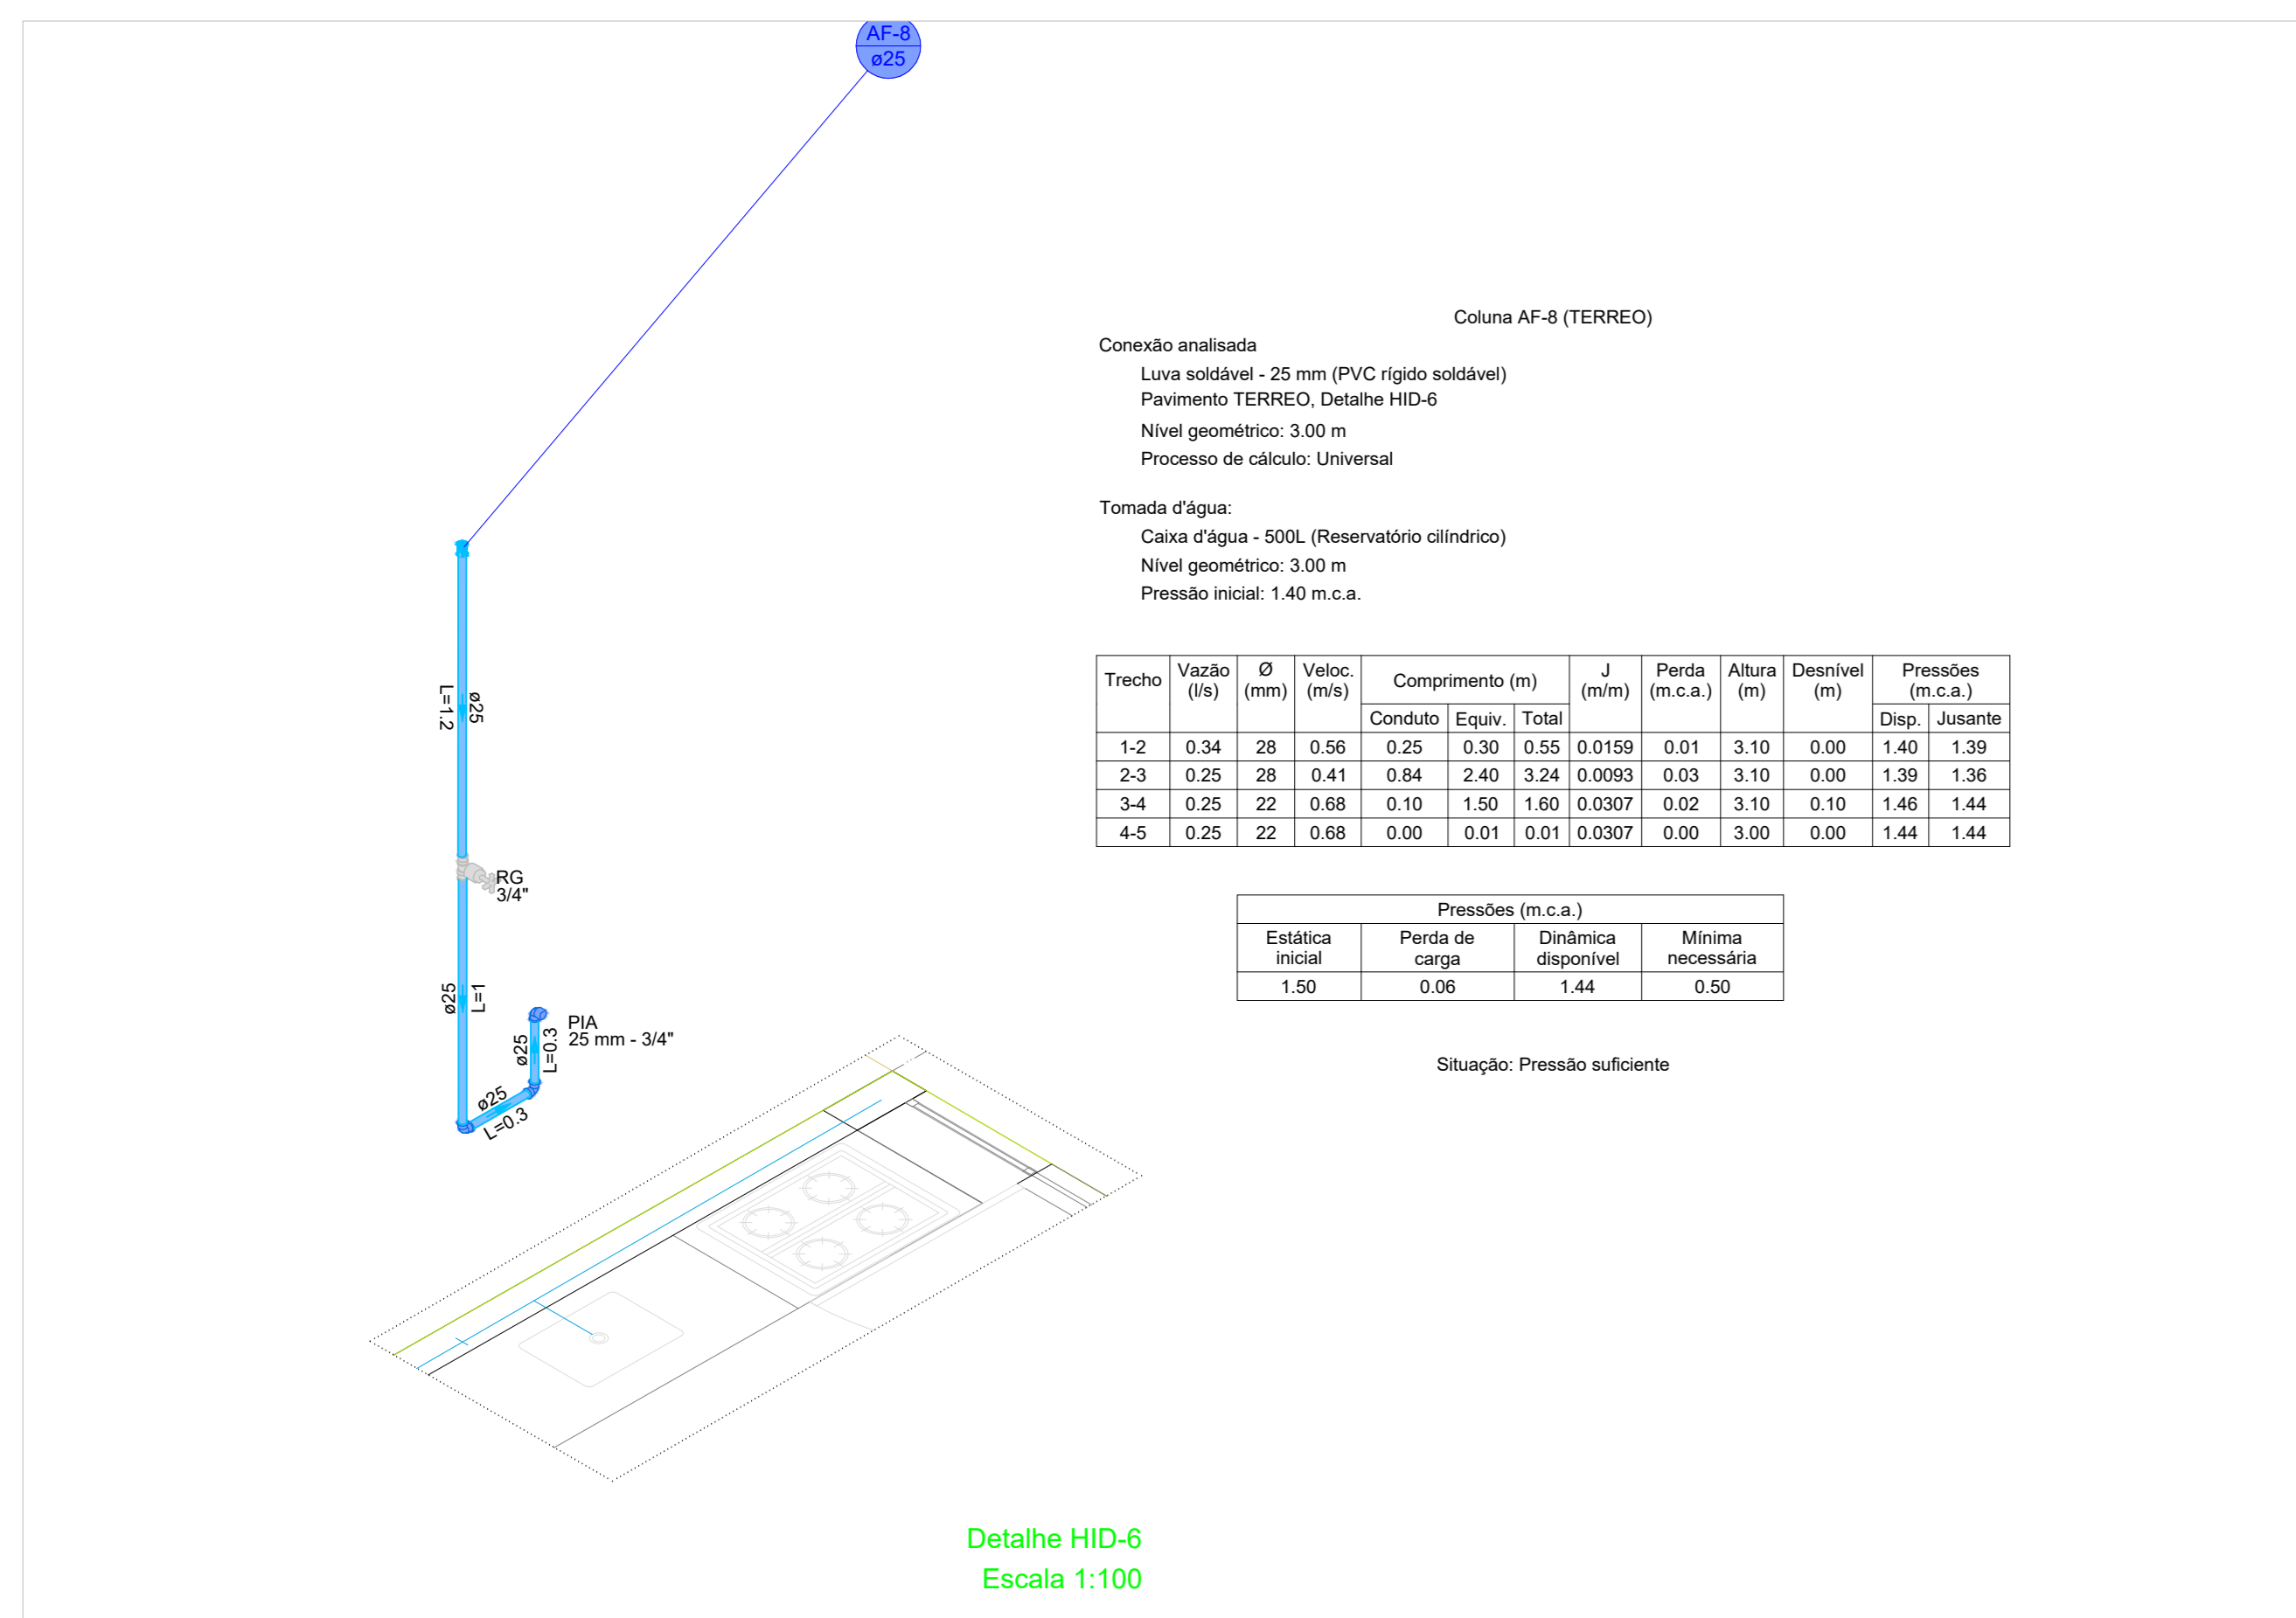 AF-8
ø25
Coluna AF-8 (TERREO)
Conexão analisada
Luva soldável - 25 mm (PVC rígido soldável)
Pavimento TERREO, Detalhe HID-6
Nível geométrico: 3.00 m
Processo de cálculo: Universal
Tomada d'água:
Caixa d'água - 500L (Reservatório cilíndrico)
Nível geométrico: 3.00 m
Pressão inicial: 1.40 m.c.a.
Trecho Vazão (l/s) Ø (mm) Veloc. (m/s) Comprimento (m) J (m/m) Perda (m.c.a.) Altura (m) Desnível (m) Pressões (m.c.a.)
Conduto Equiv. Total Disp. Jusante
1-2 0.34 28 0.56 0.25 0.30 0.55 0.0159 0.01 3.10 0.00 1.40 1.39
2-3 0.25 28 0.41 0.84 2.40 3.24 0.0093 0.03 3.10 0.00 1.39 1.36
3-4 0.25 22 0.68 0.10 1.50 1.60 0.0307 0.02 3.10 0.10 1.46 1.44
4-5 0.25 22 0.68 0.00 0.01 0.01 0.0307 0.00 3.00 0.00 1.44 1.44
Pressões (m.c.a.)
Estática inicial Perda de carga Dinâmica disponível Mínima necessária
1.50 0.06 1.44 0.50
Situação: Pressão suficiente
ø25
L=1.2
RG
3/4"
ø25
L=1
PIA
25 mm - 3/4"
ø25
L=0.3
ø25
L=0.3
Detalhe HID-6
Escala 1:100